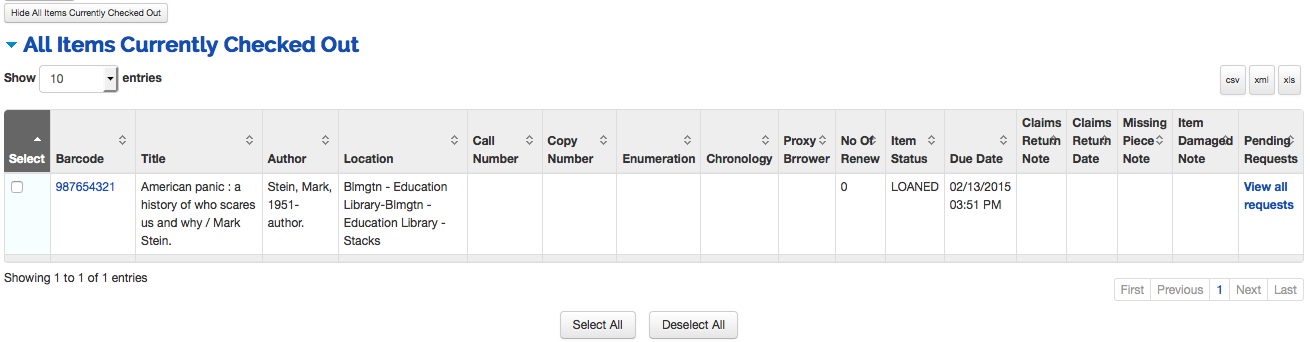 Hide All Items Currently Checked Out
All Items Currently Checked Out
Show 10 entries
csv xml xls
Select Barcode Title Author Location Call Number Copy Number Enumeration Chronology Proxy Brrower No Of Renew Item Status Due Date Claims Return Note Claims Return Date Missing Piece Note Item Damaged Note Pending Requests
987654321 American panic : a history of who scares us and why / Mark Stein. Stein, Mark, 1951- author. Blmgtn - Education Library-Blmgtn - Education Library - Stacks 0 LOANED 02/13/2015 03:51 PM View all requests
Showing 1 to 1 of 1 entries
First Previous 1 Next Last
Select All Deselect All